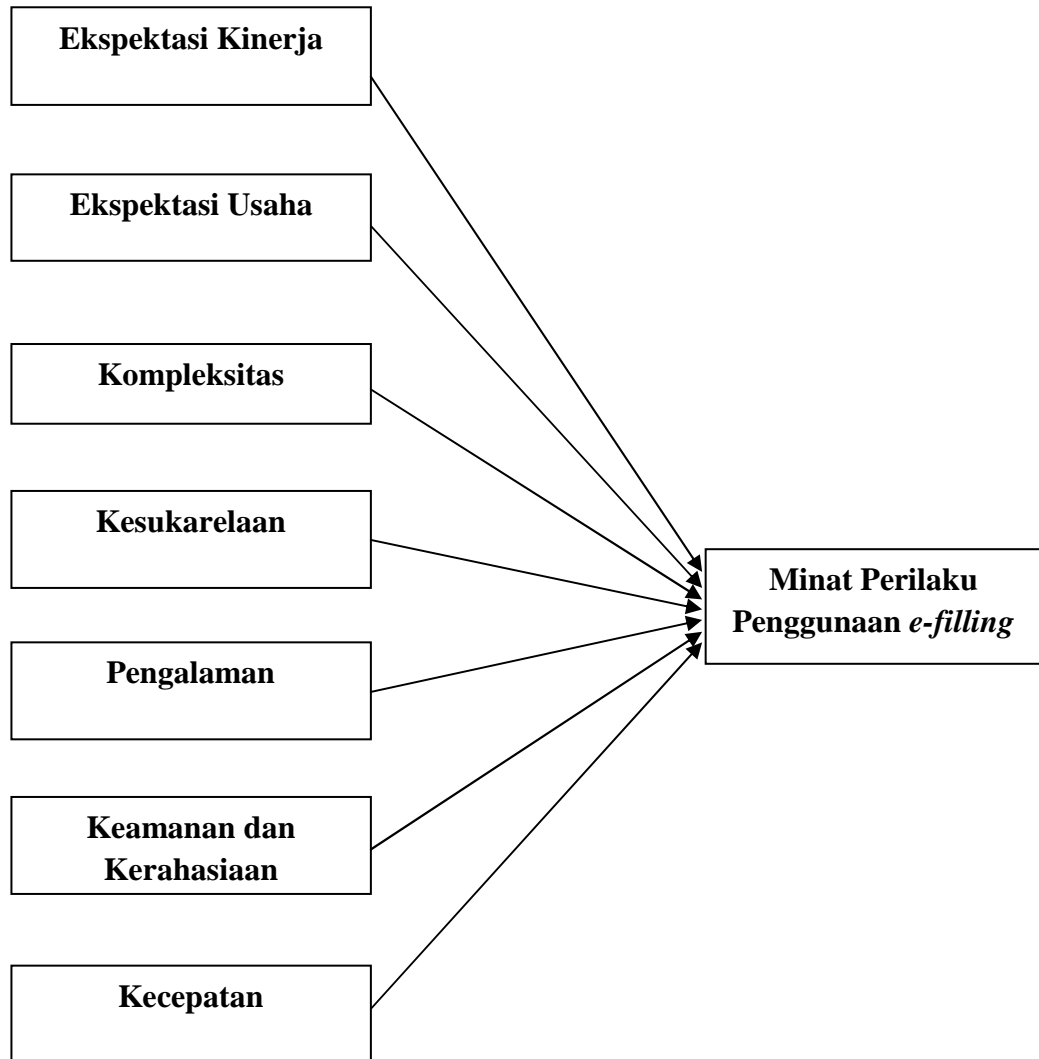 Ekspektasi Kinerja
Ekspektasi Usaha
Kompleksitas
Kesukarelaan
Pengalaman
Keamanan dan
Kerahasiaan
Kecepatan
Minat Perilaku
Penggunaan e-filling